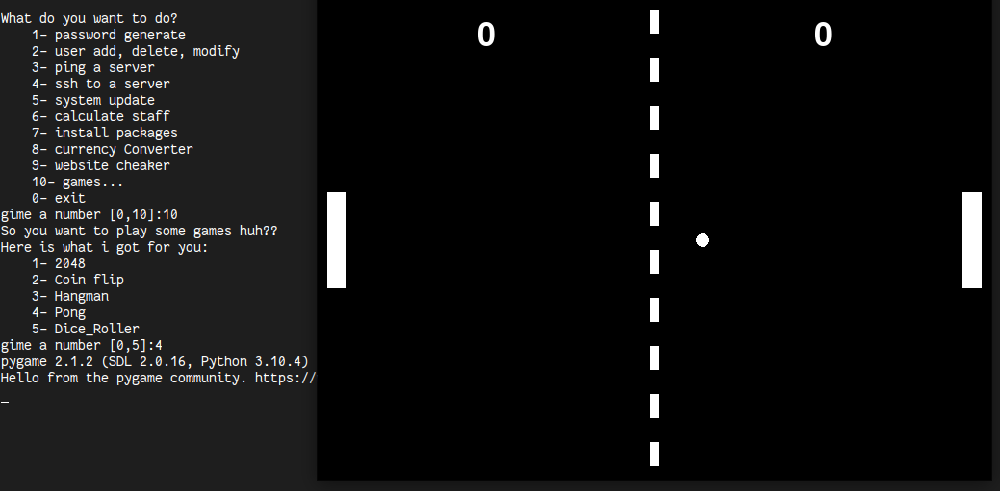 What do you want to do?
1- password generate
2- user add, delete, modify
3- ping a server
4- ssh to a server
5- system update
6- calculate staff
7- install packages
8- currency Converter
9- website cheaker
10- games...
0- exit
gime a number [0,10]:10
So you want to play some games huh??
Here is what i got for you:
1- 2048
2- Coin flip
3- Hangman
4- Pong
5- Dice_Roller
gime a number [0,5]:4
pygame 2.1.2 (SDL 2.0.16, Python 3.10.4)
Hello from the pygame community. https://
0
0